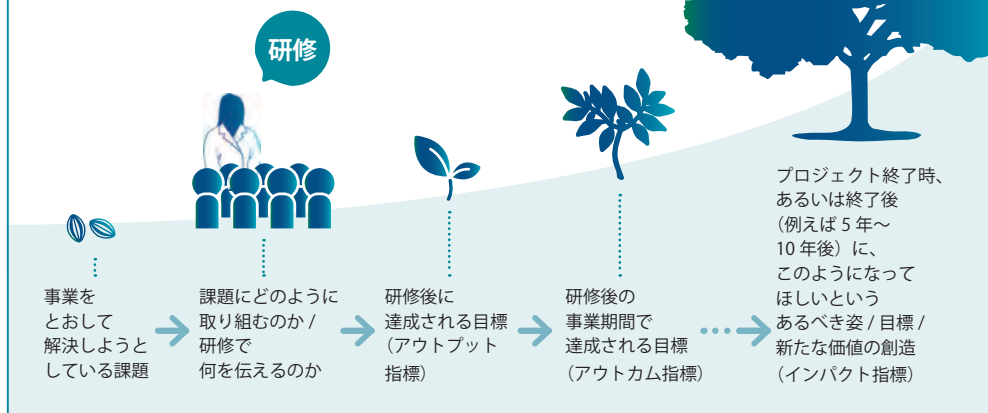 研修
事業を
とおして
解決しようと
している課題
課題にどのように
取り組むのか /
研修で
何を伝えるのか
研修後に
達成される目標
（アウトプット
指標）
研修後の
事業期間で
達成される目標
（アウトカム指標）
プロジェクト終了時、
あるいは終了後
（例えば 5 年～
10 年後）に、
このようになって
ほしいという
あるべき姿 / 目標 /
新たな価値の創造
（インパクト指標）